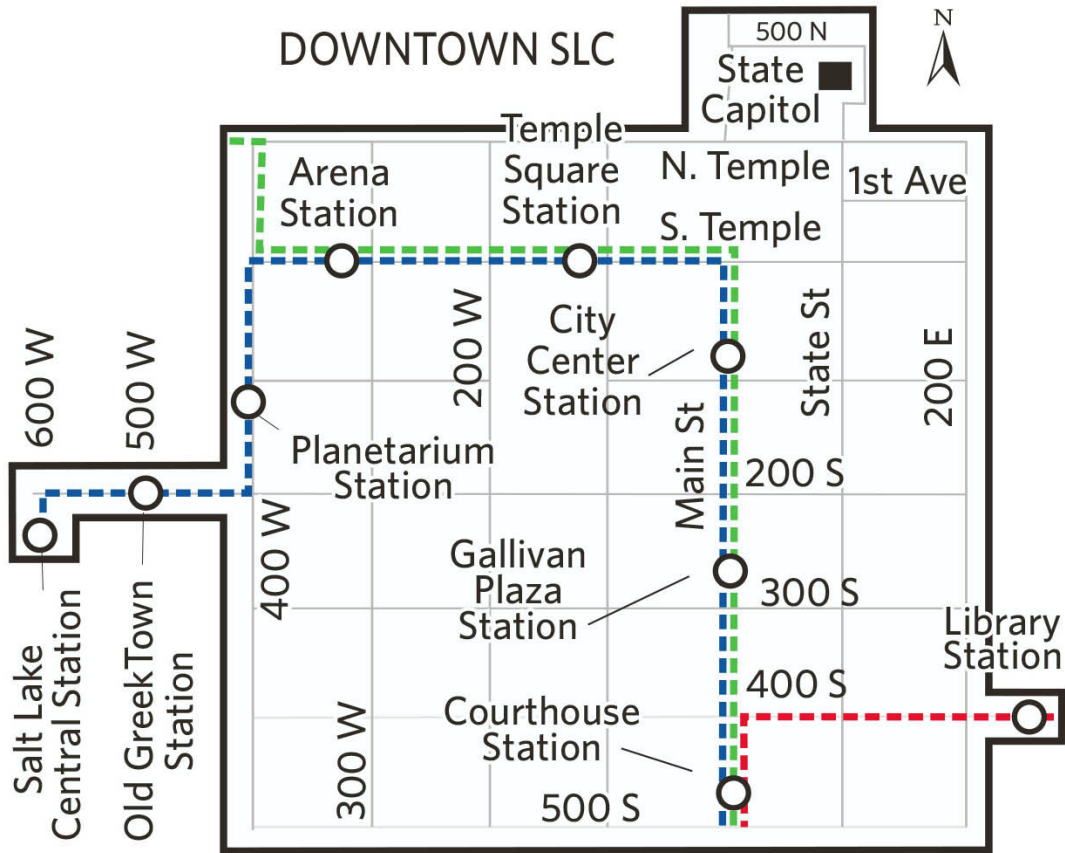 DOWNTOWN SLC
N
500 N
State
Capitol
Temple
Square
Station
Arena
Station
N. Temple
1st Ave
S. Temple
600 W
500 W
200 W
City
Center
Station
State St
200 E
Planetarium
Station
Main St
200 S
400 W
Gallivan
Plaza
Station
300 S
Library
Station
Salt Lake
Central Station
Old GreekTown
Station
300 W
Courthouse
Station
400 S
500 S